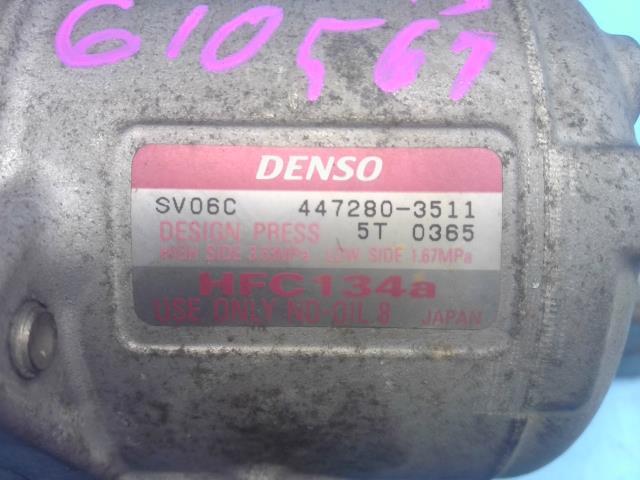 610567
DENSO
SV06C 447280-3511
DESIGN PRESS 5T 0365
HIGH SIDE 3.53MPa LOW SIDE 1.67MPa
HFC134a
USE ONLY ND-OIL 8 JAPAN